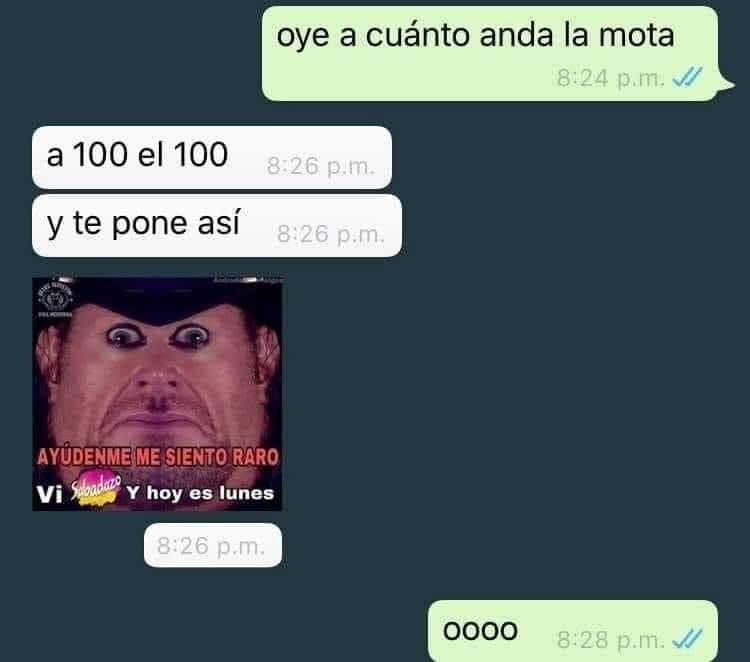 oye a cuánto anda la mota
8:24 p.m.
a 100 el 100 8:26 p.m.
y te pone así 8:26 p.m.
AYÚDENME ME SIENTO RARO
Vi Sabadazo Y hoy es lunes
8:26 p.m.
oooo 8:28 p.m.